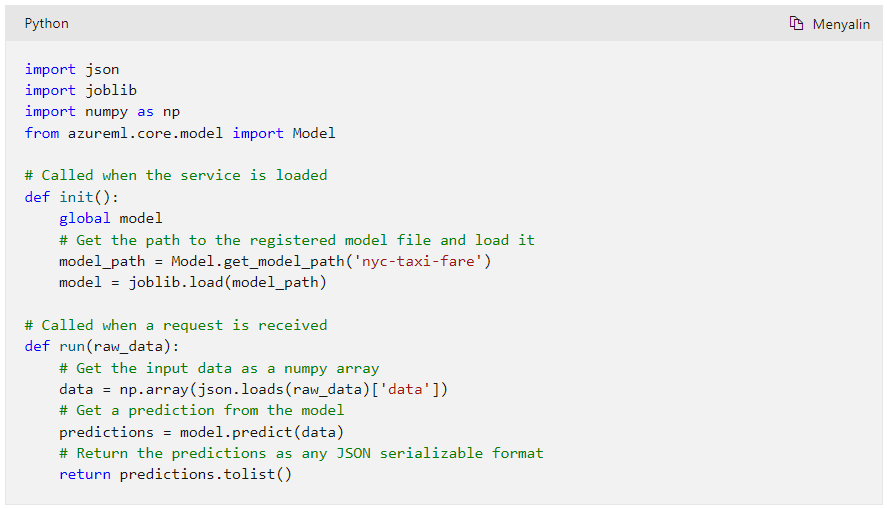 Python
Menyalin
import json
import joblib
import numpy as np
from azureml.core.model import Model

# Called when the service is loaded
def init():
    global model
    # Get the path to the registered model file and load it
    model_path = Model.get_model_path('nyc-taxi-fare')
    model = joblib.load(model_path)

# Called when a request is received
def run(raw_data):
    # Get the input data as a numpy array
    data = np.array(json.loads(raw_data)['data'])
    # Get a prediction from the model
    predictions = model.predict(data)
    # Return the predictions as any JSON serializable format
    return predictions.tolist()